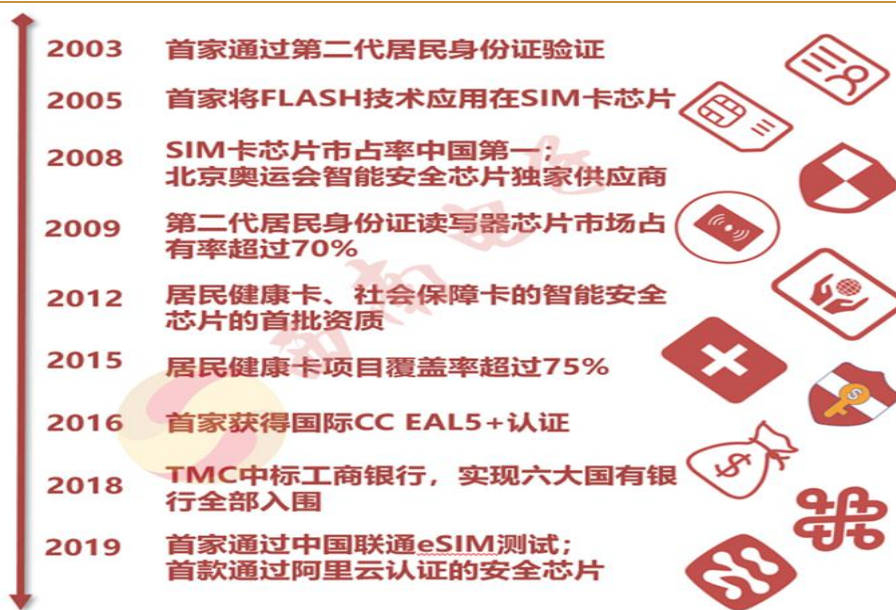 2003 首家通过第二代居民身份证验证
2005 首家将FLASH技术应用在SIM卡芯片
2008 SIM卡芯片市占率中国第一；
北京奥运会智能安全芯片独家供应商
2009 第二代居民身份证读写器芯片市场占
有率超过70%
2012 居民健康卡、社会保障卡的智能安全
芯片的首批资质
2015 居民健康卡项目覆盖率超过75%
2016 首家获得国际CC EAL5+认证
2018 TMC中标工商银行，实现六大国有银
行全部入围
2019 首家通过中国联通eSIM测试；
首款通过阿里云认证的安全芯片